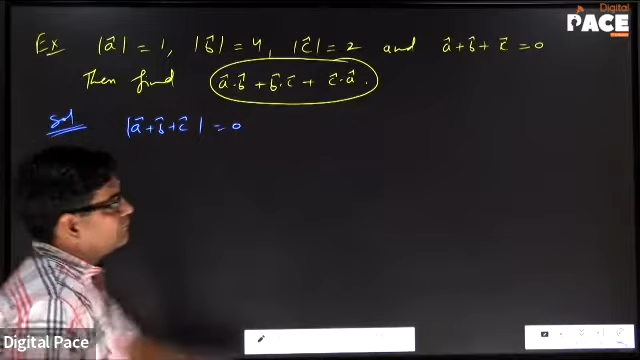 Digital
PACE
Ex |a⃗| = 1, |b⃗| = 4, |c⃗| = 2 and a⃗ + b⃗ + c⃗ = 0
Then find a⃗·b⃗ + b⃗·c⃗ + c⃗·a⃗.
Sol |a⃗ + b⃗ + c⃗| = 0
Digital Pace